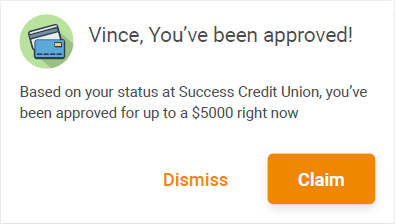 Vince, You’ve been approved!
Based on your status at Success Credit Union, you’ve
been approved for up to a $5000 right now
Dismiss
Claim